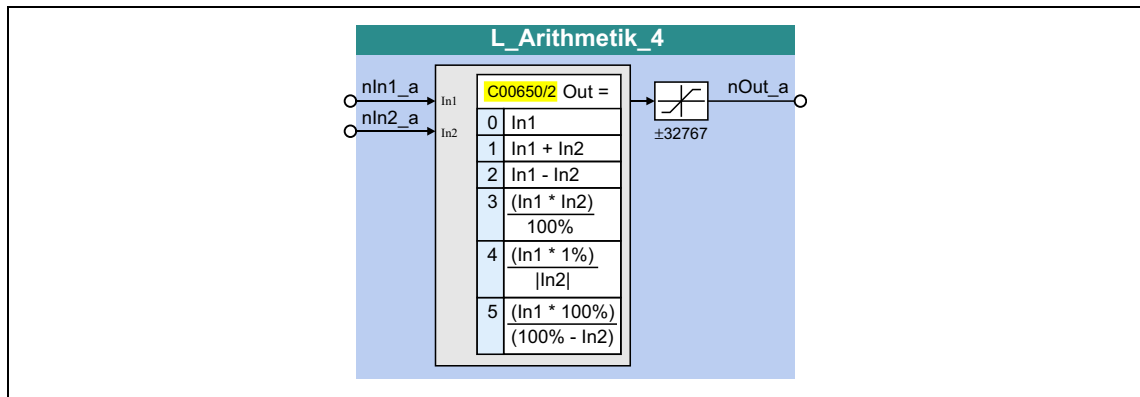 L_Arithmetik_4
nIn1_a
nIn2_a
In1
In2
C00650/2 Out =
0 In1
1 In1 + In2
2 In1 - In2
3 (In1 * In2)
100%
4 (In1 * 1%)
|In2|
5 (In1 * 100%)
(100% - In2)
±32767
nOut_a